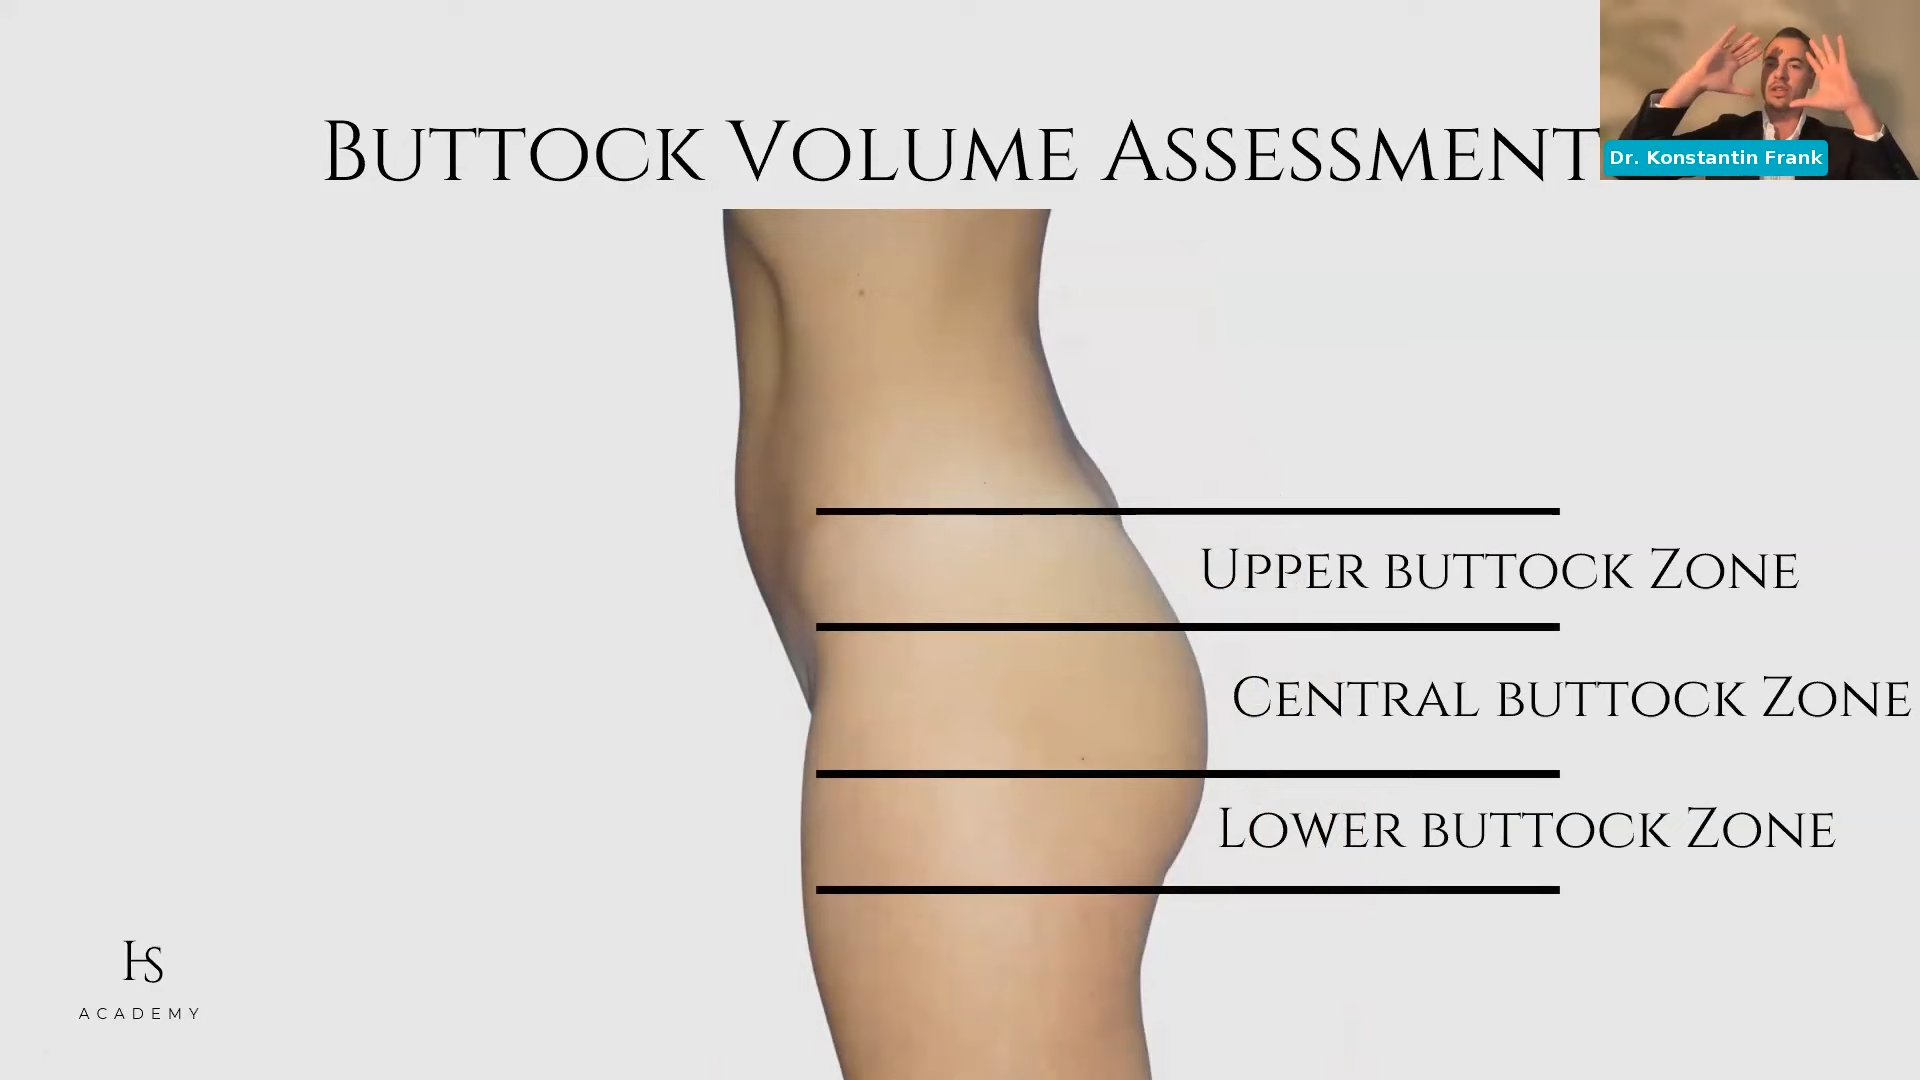 Buttock Volume Assessment
Dr. Konstantin Frank
Upper buttock Zone
Central buttock Zone
Lower buttock Zone
HS
ACADEMY